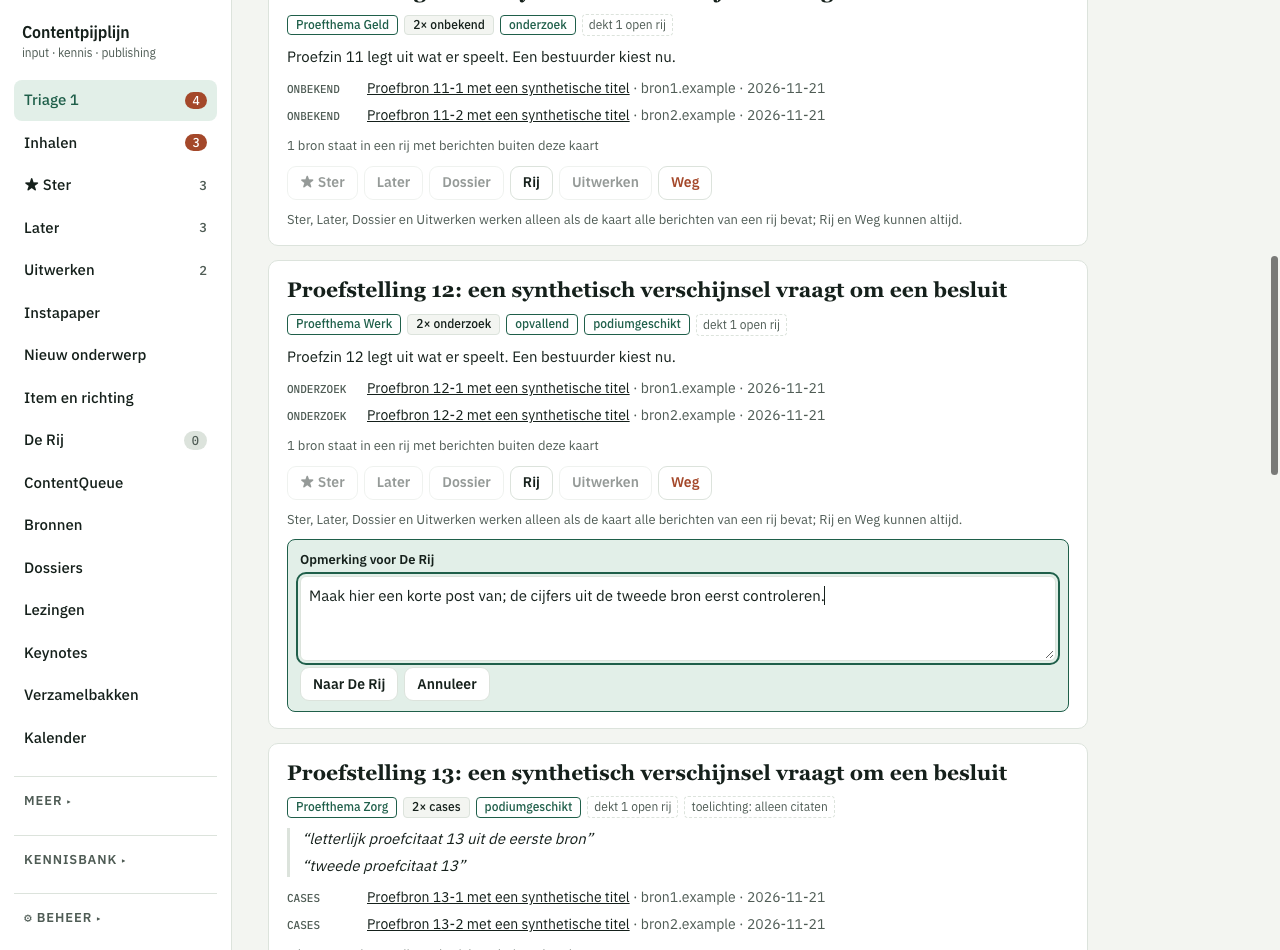 Contentpijplijn
input · kennis · publishing
Triage 1 4
Inhalen 3
★ Ster 3
Later 3
Uitwerken 2
Instapaper
Nieuw onderwerp
Item en richting
De Rij 0
ContentQueue
Bronnen
Dossiers
Lezingen
Keynotes
Verzamelbakken
Kalender
MEER ▸
KENNISBANK ▸
⚙ BEHEER ▸
Proefthema Geld 2× onbekend onderzoek dekt 1 open rij
Proefzin 11 legt uit wat er speelt. Een bestuurder kiest nu.
ONBEKEND Proefbron 11-1 met een synthetische titel · bron1.example · 2026-11-21
ONBEKEND Proefbron 11-2 met een synthetische titel · bron2.example · 2026-11-21
1 bron staat in een rij met berichten buiten deze kaart
★ Ster Later Dossier Rij Uitwerken Weg
Ster, Later, Dossier en Uitwerken werken alleen als de kaart alle berichten van een rij bevat; Rij en Weg kunnen altijd.
Proefstelling 12: een synthetisch verschijnsel vraagt om een besluit
Proefthema Werk 2× onderzoek opvallend podiumgeschikt dekt 1 open rij
Proefzin 12 legt uit wat er speelt. Een bestuurder kiest nu.
ONDERZOEK Proefbron 12-1 met een synthetische titel · bron1.example · 2026-11-21
ONDERZOEK Proefbron 12-2 met een synthetische titel · bron2.example · 2026-11-21
1 bron staat in een rij met berichten buiten deze kaart
★ Ster Later Dossier Rij Uitwerken Weg
Ster, Later, Dossier en Uitwerken werken alleen als de kaart alle berichten van een rij bevat; Rij en Weg kunnen altijd.
Opmerking voor De Rij
Maak hier een korte post van; de cijfers uit de tweede bron eerst controleren.
Naar De Rij Annuleer
Proefstelling 13: een synthetisch verschijnsel vraagt om een besluit
Proefthema Zorg 2× cases podiumgeschikt dekt 1 open rij toelichting: alleen citaten
“letterlijk proefcitaat 13 uit de eerste bron”
“tweede proefcitaat 13”
CASES Proefbron 13-1 met een synthetische titel · bron1.example · 2026-11-21
CASES Proefbron 13-2 met een synthetische titel · bron2.example · 2026-11-21